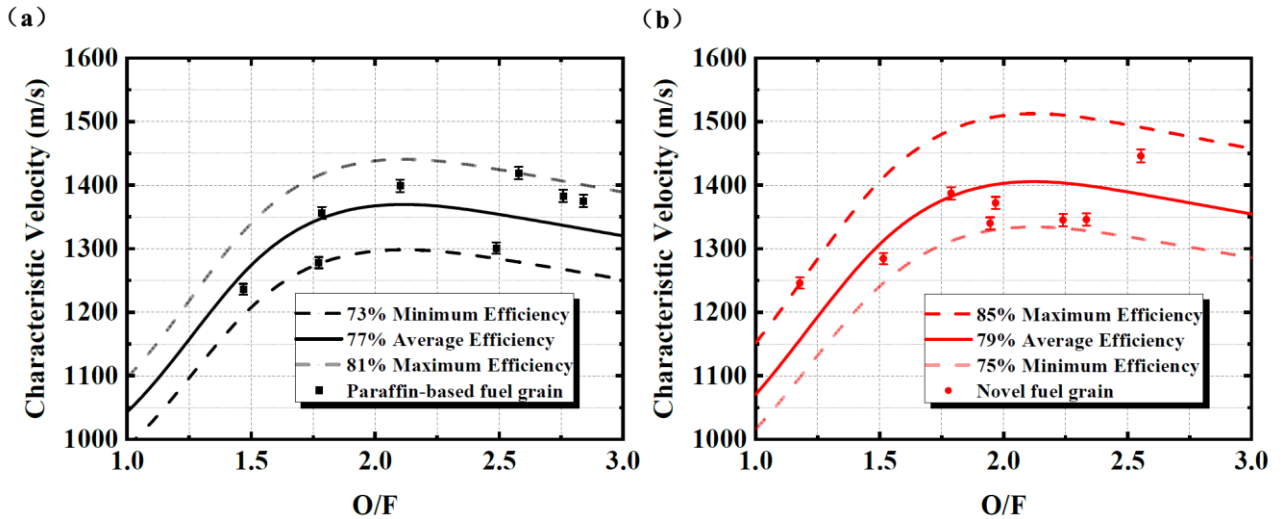 （a）
Characteristic Velocity (m/s)
1600
1500
1400
1300
1200
1100
1000
73% Minimum Efficiency
77% Average Efficiency
81% Maximum Efficiency
Paraffin-based fuel grain
1.0 1.5 2.0 2.5 3.0
O/F
（b）
Characteristic Velocity (m/s)
1600
1500
1400
1300
1200
1100
1000
85% Maximum Efficiency
79% Average Efficiency
75% Minimum Efficiency
Novel fuel grain
1.0 1.5 2.0 2.5 3.0
O/F